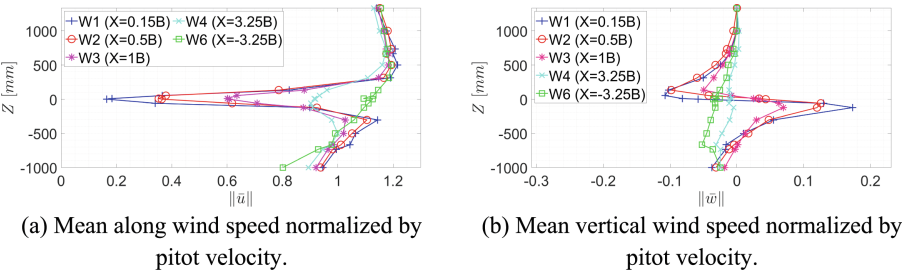 W1 (X=0.15B) W4 (X=3.25B)
W2 (X=0.5B) W6 (X=-3.25B)
W3 (X=1B)
1000
500
0
-500
-1000
Z [mm]
0 0.2 0.4 0.6 0.8 1 1.2
‖ū‖
(a) Mean along wind speed normalized by
pitot velocity.
W1 (X=0.15B)
W2 (X=0.5B)
W3 (X=1B)
W4 (X=3.25B)
W6 (X=-3.25B)
1000
500
0
-500
-1000
Z [mm]
-0.3 -0.2 -0.1 0 0.1 0.2
‖w̄‖
(b) Mean vertical wind speed normalized by
pitot velocity.